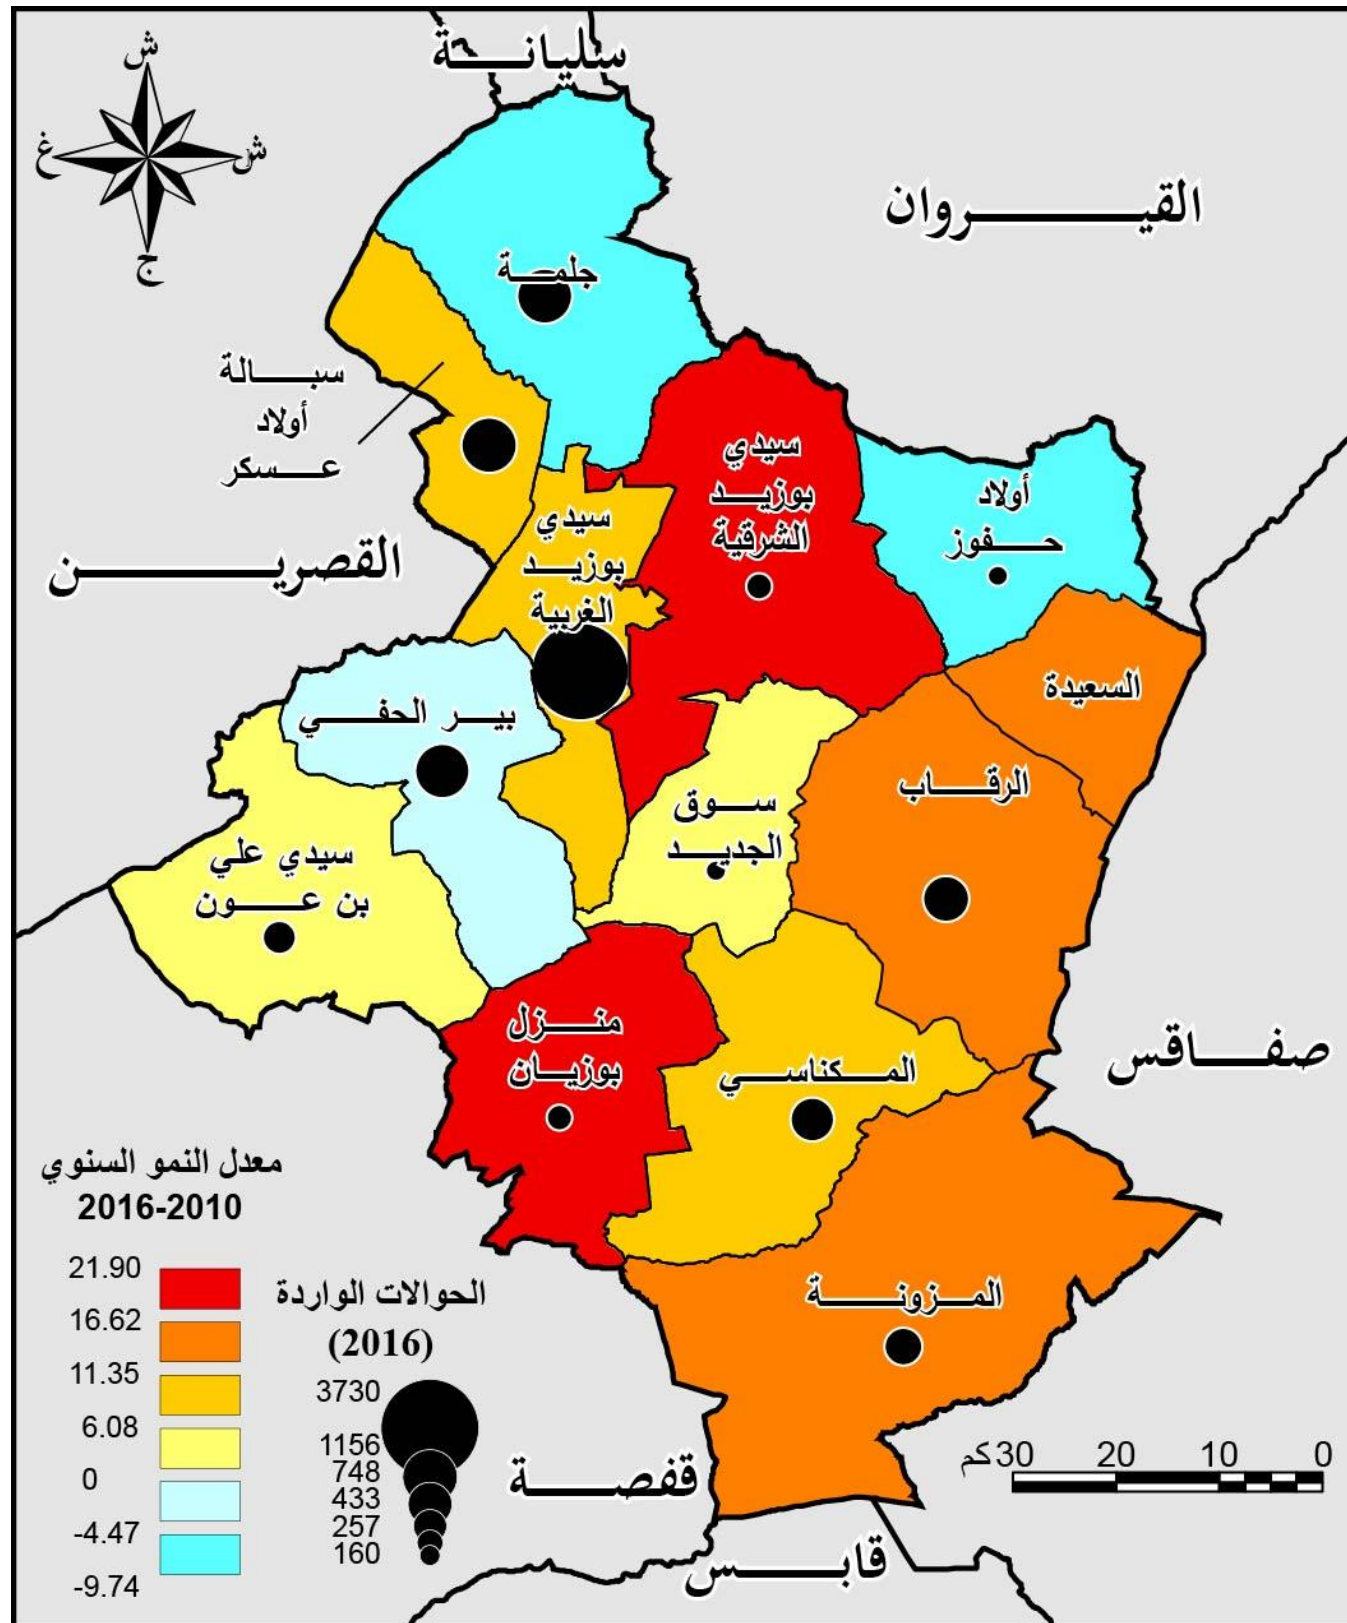 ش
غ
ش
ج
سليانة
القيروان
جلمة
سبالة
أولاد
عسكر
سيدي
بوزيد
الشرقية
أولاد
حفوز
سيدي
بوزيد
الغربية
القصرين
السعيدة
بير الحفي
الرقاب
سوق
الجديد
سيدي علي
بن عون
منزل
بوزيان
المكناسي
صفاقس
المزونة
قفصة
قابس
معدل النمو السنوي
2016-2010
21.90
16.62
11.35
6.08
0
-4.47
-9.74
الحوالات الواردة
(2016)
3730
1156
748
433
257
160
30كم 20 10 0